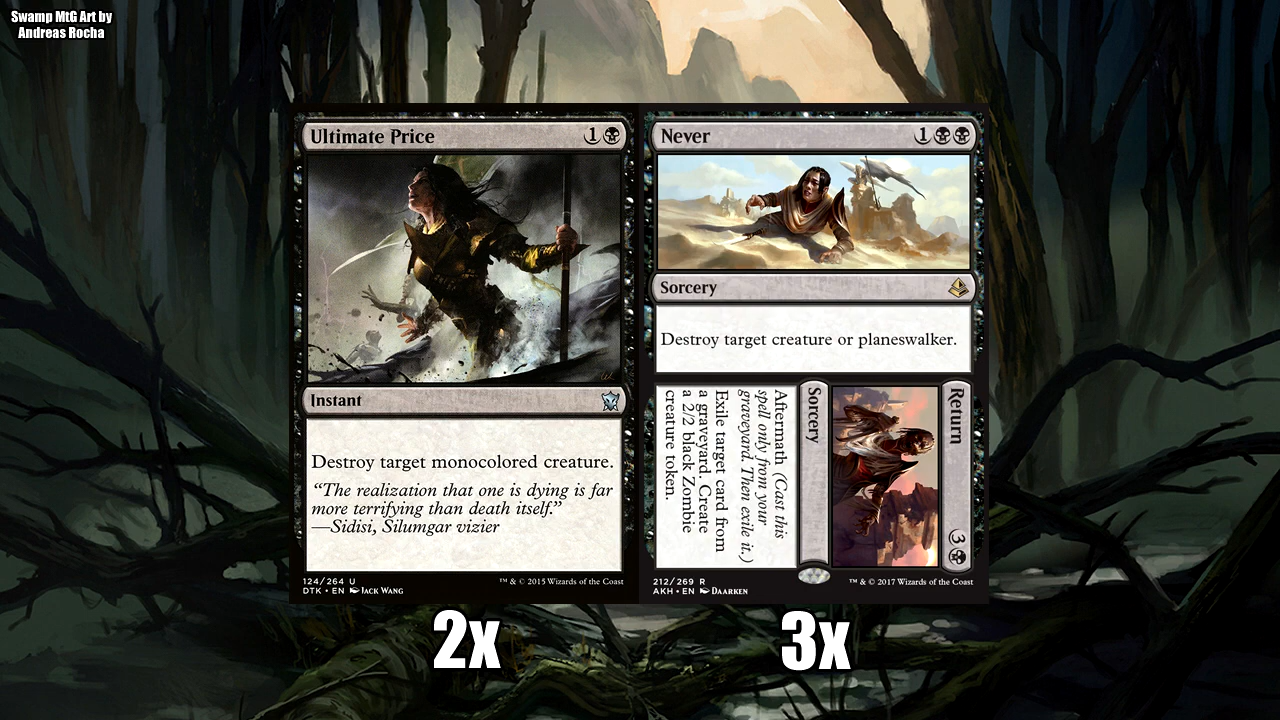 Swamp MtG Art by
Andreas Rocha
Ultimate Price
1
Instant
Destroy target monocolored creature.
“The realization that one is dying is far
more terrifying than death itself.”
—Sidisi, Silumgar vizier
124/264 U
DTK • EN Jack Wang
™ & © 2015 Wizards of the Coast
2x
Never
1
Sorcery
Destroy target creature or planeswalker.
Return
3
Sorcery
Aftermath (Cast this
spell only from your
graveyard. Then exile it.)
Exile target card from
a graveyard. Create
a 2/2 black Zombie
creature token.
212/269 R
AKH • EN Daarken
™ & © 2017 Wizards of the Coast
3x